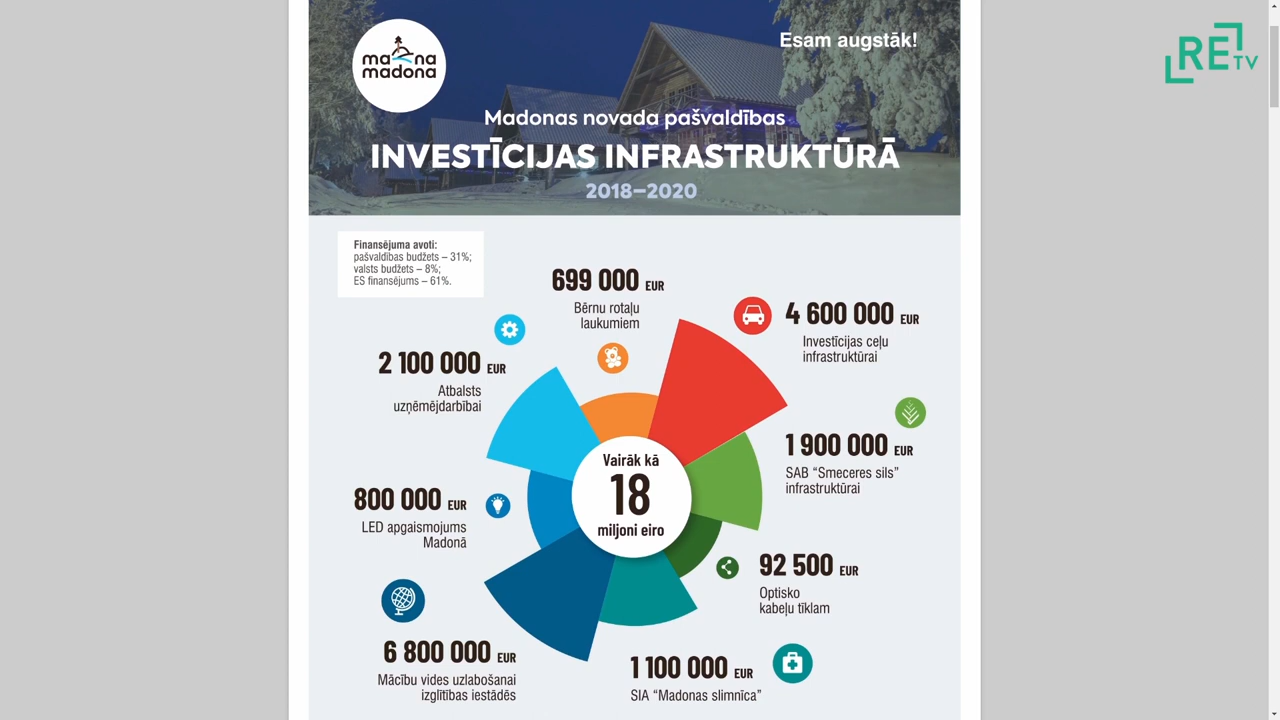 ma na
madona
Esam augstāk!
RE TV
Madonas novada pašvaldības
INVESTĪCIJAS INFRASTRUKTŪRĀ
2018–2020
Finansējuma avoti:
pašvaldības budžets – 31%;
valsts budžets – 8%;
ES finansējums – 61%.
699 000 EUR
Bērnu rotaļu
laukumiem
4 600 000 EUR
Investīcijas ceļu
infrastruktūrai
2 100 000 EUR
Atbalsts
uzņēmējdarbībai
1 900 000 EUR
SAB “Smeceres sils”
infrastruktūrai
Vairāk kā
18
miljoni eiro
800 000 EUR
LED apgaismojums
Madonā
92 500 EUR
Optisko
kabeļu tīklam
6 800 000 EUR
Mācību vides uzlabošanai
izglītības iestādēs
1 100 000 EUR
SIA “Madonas slimnīca”